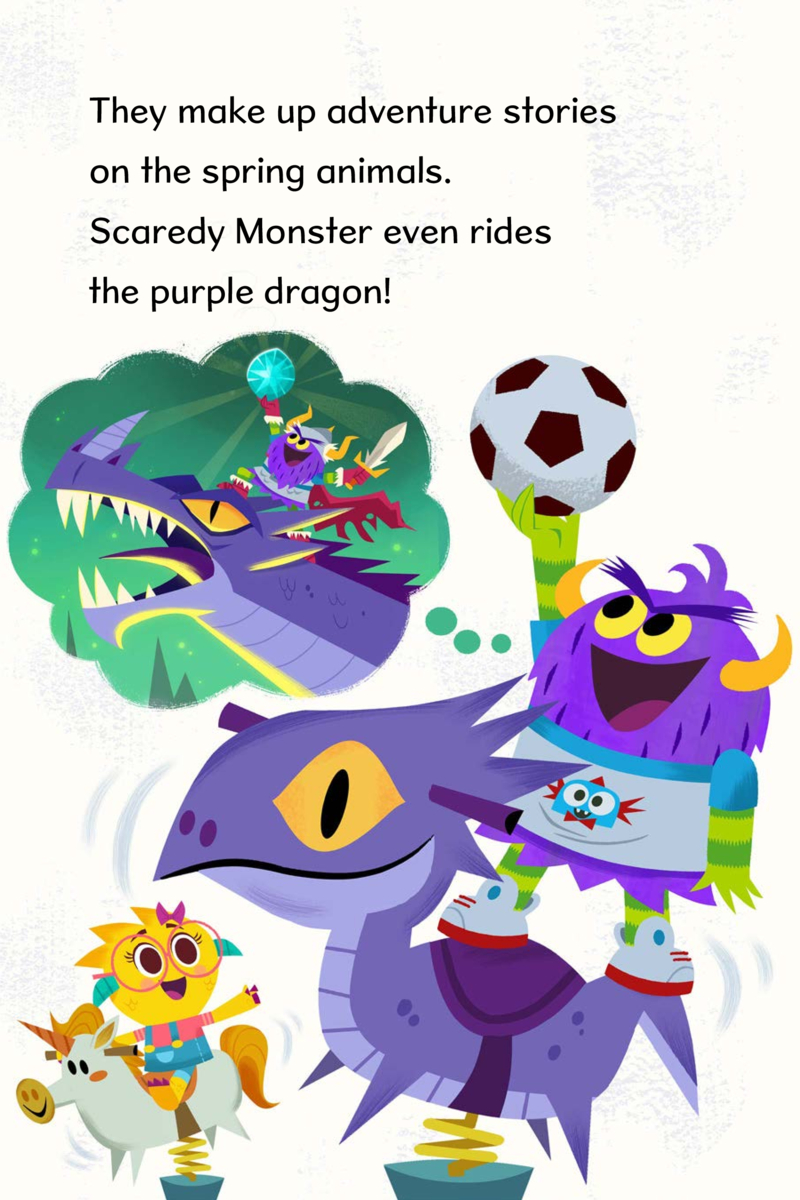 They make up adventure stories
on the spring animals.
Scaredy Monster even rides
the purple dragon!